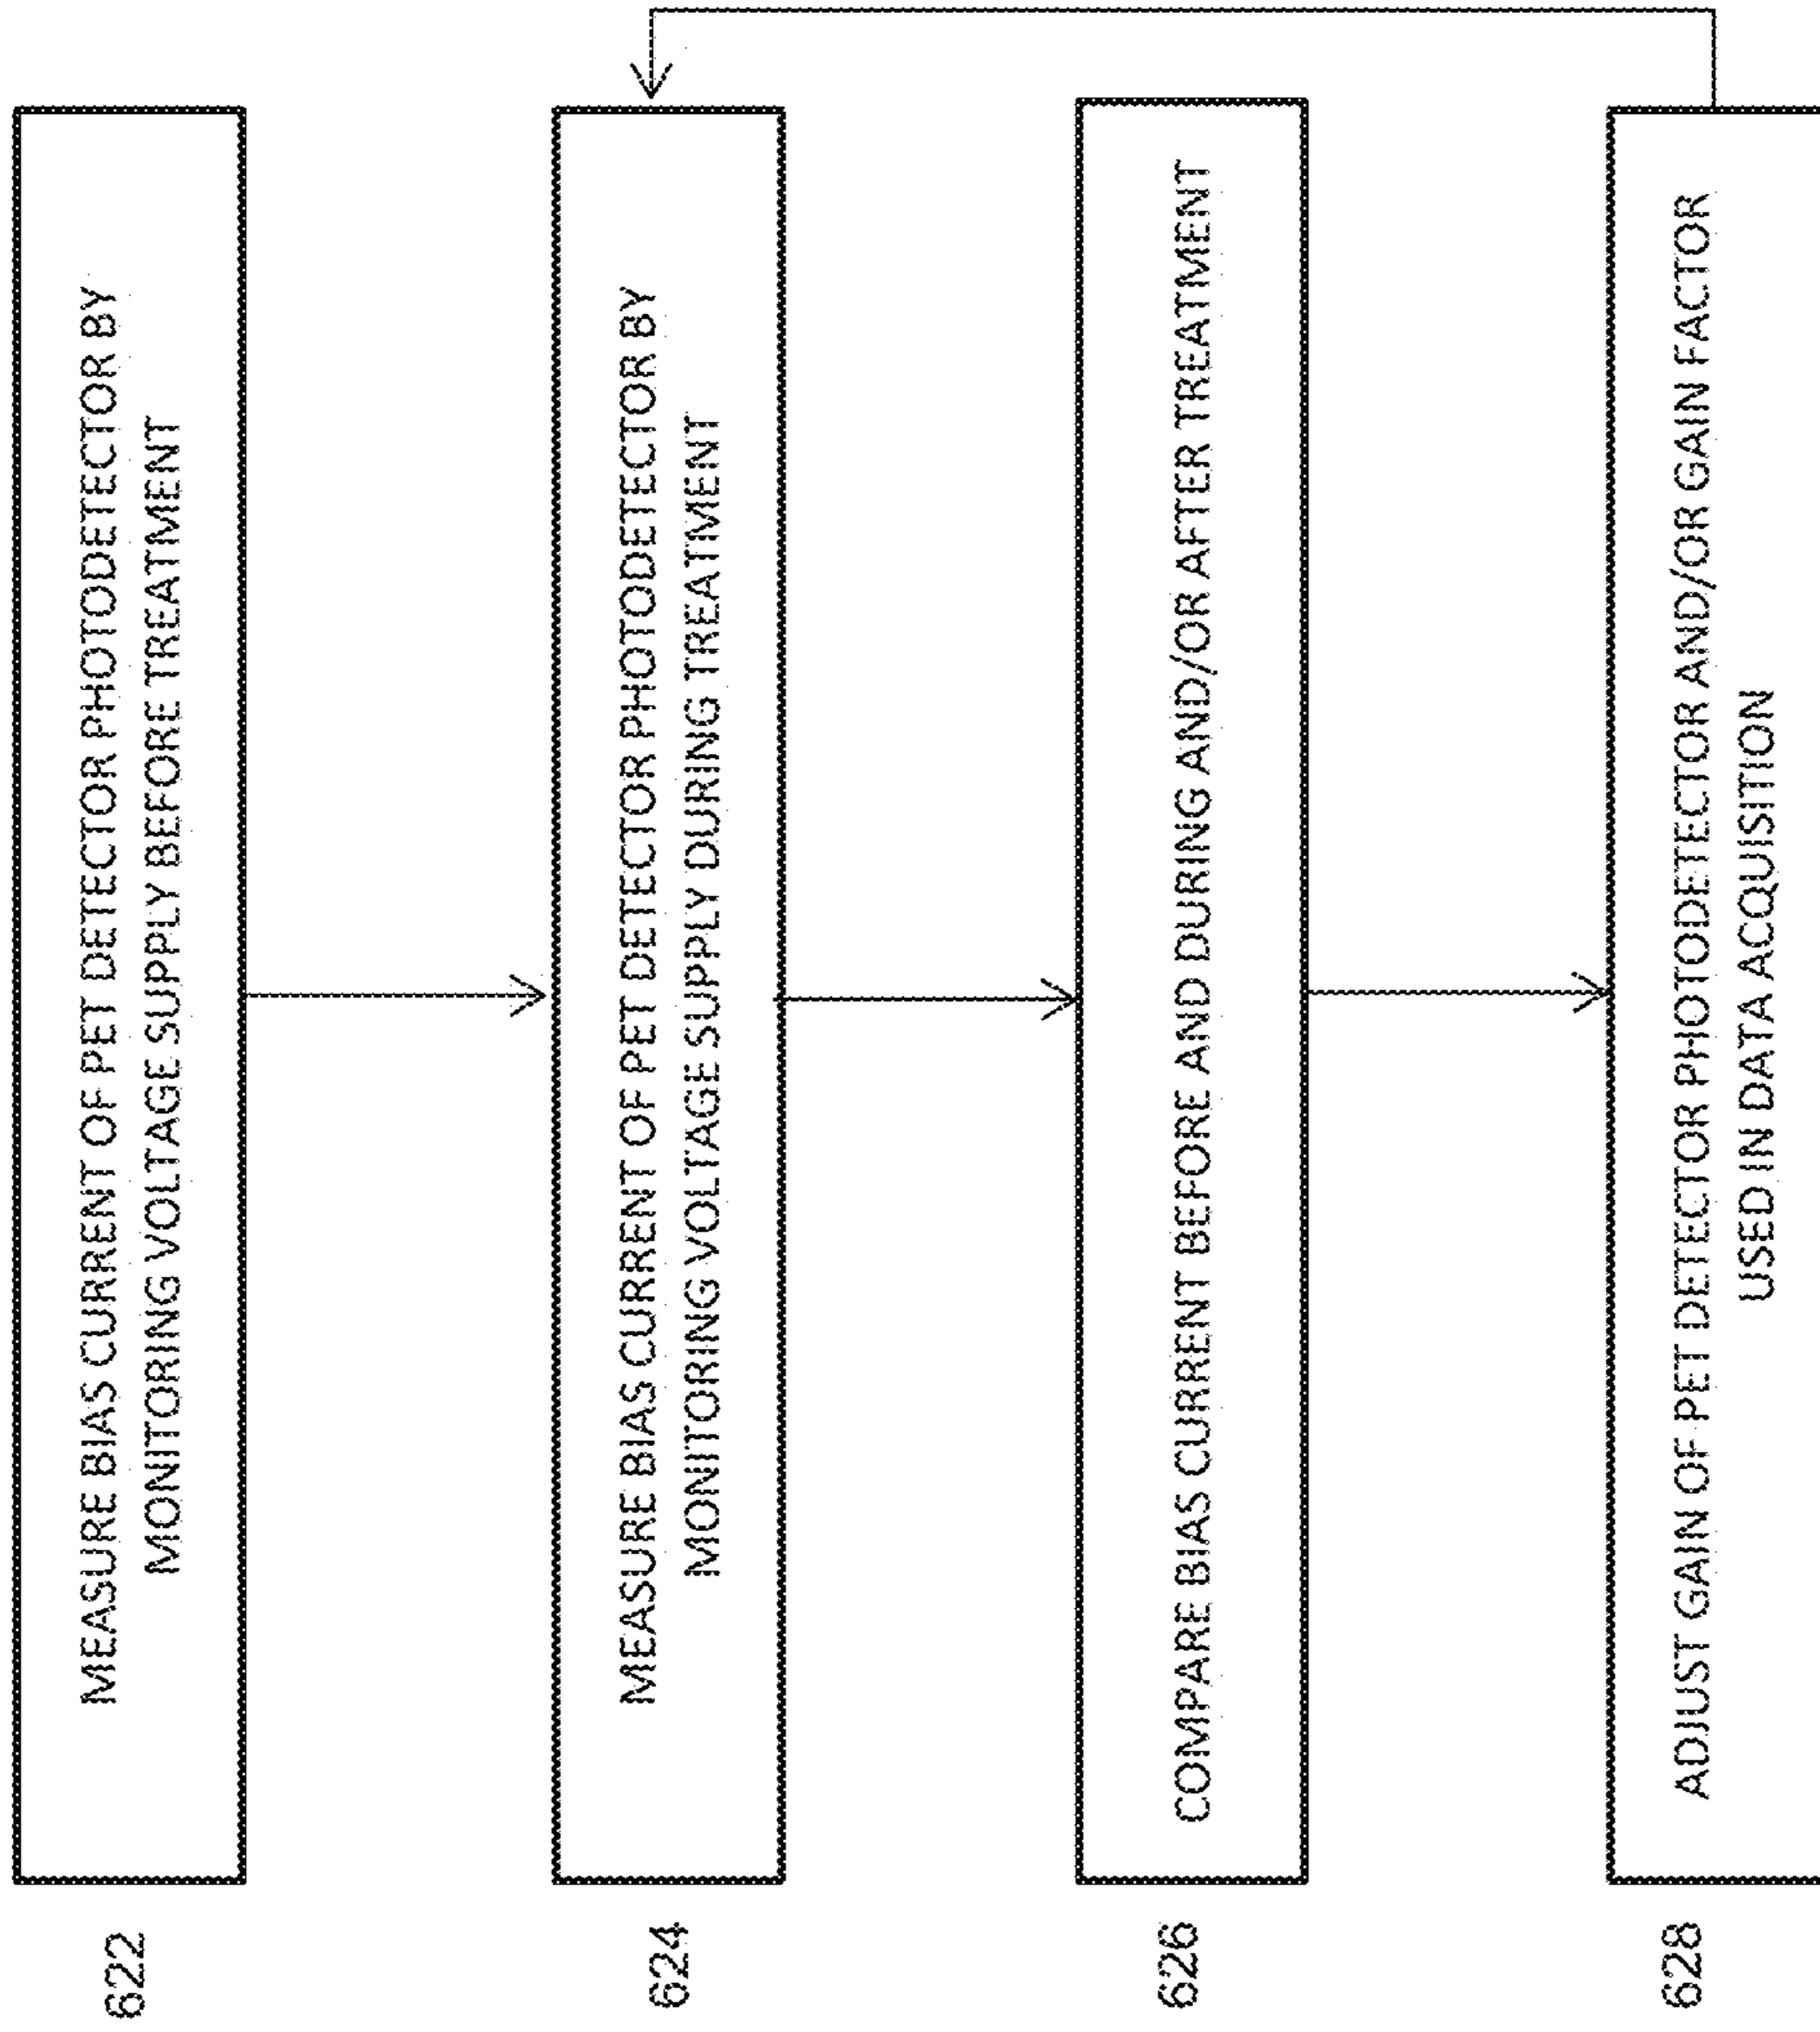 622
MEASURE BIAS CURRENT OF PET DETECTOR PHOTODETECTOR BY
MONITORING VOLTAGE SUPPLY BEFORE TREATMENT
624
MEASURE BIAS CURRENT OF PET DETECTOR PHOTODETECTOR BY
MONITORING VOLTAGE SUPPLY DURING TREATMENT
626
COMPARE BIAS CURRENT BEFORE AND DURING AND/OR AFTER TREATMENT
628
ADJUST GAIN OF PET DETECTOR PHOTODETECTOR AND/OR GAIN FACTOR
USED IN DATA ACQUISITION